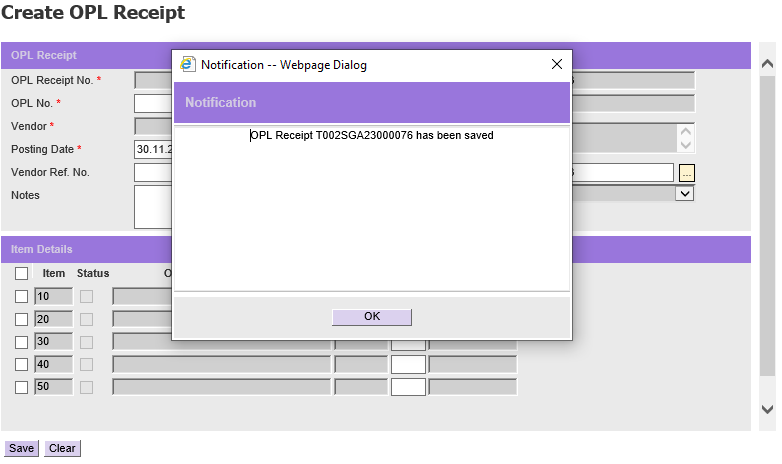 Create OPL Receipt
OPL Receipt
Notification -- Webpage Dialog
Notification
OPL Receipt T002SGA23000076 has been saved
OK
OPL Receipt No. *
OPL No. *
Vendor *
Posting Date * 30.11.2
Vendor Ref. No.
...
Notes
Item Details
Item Status O
10
20
30
40
50
Save Clear